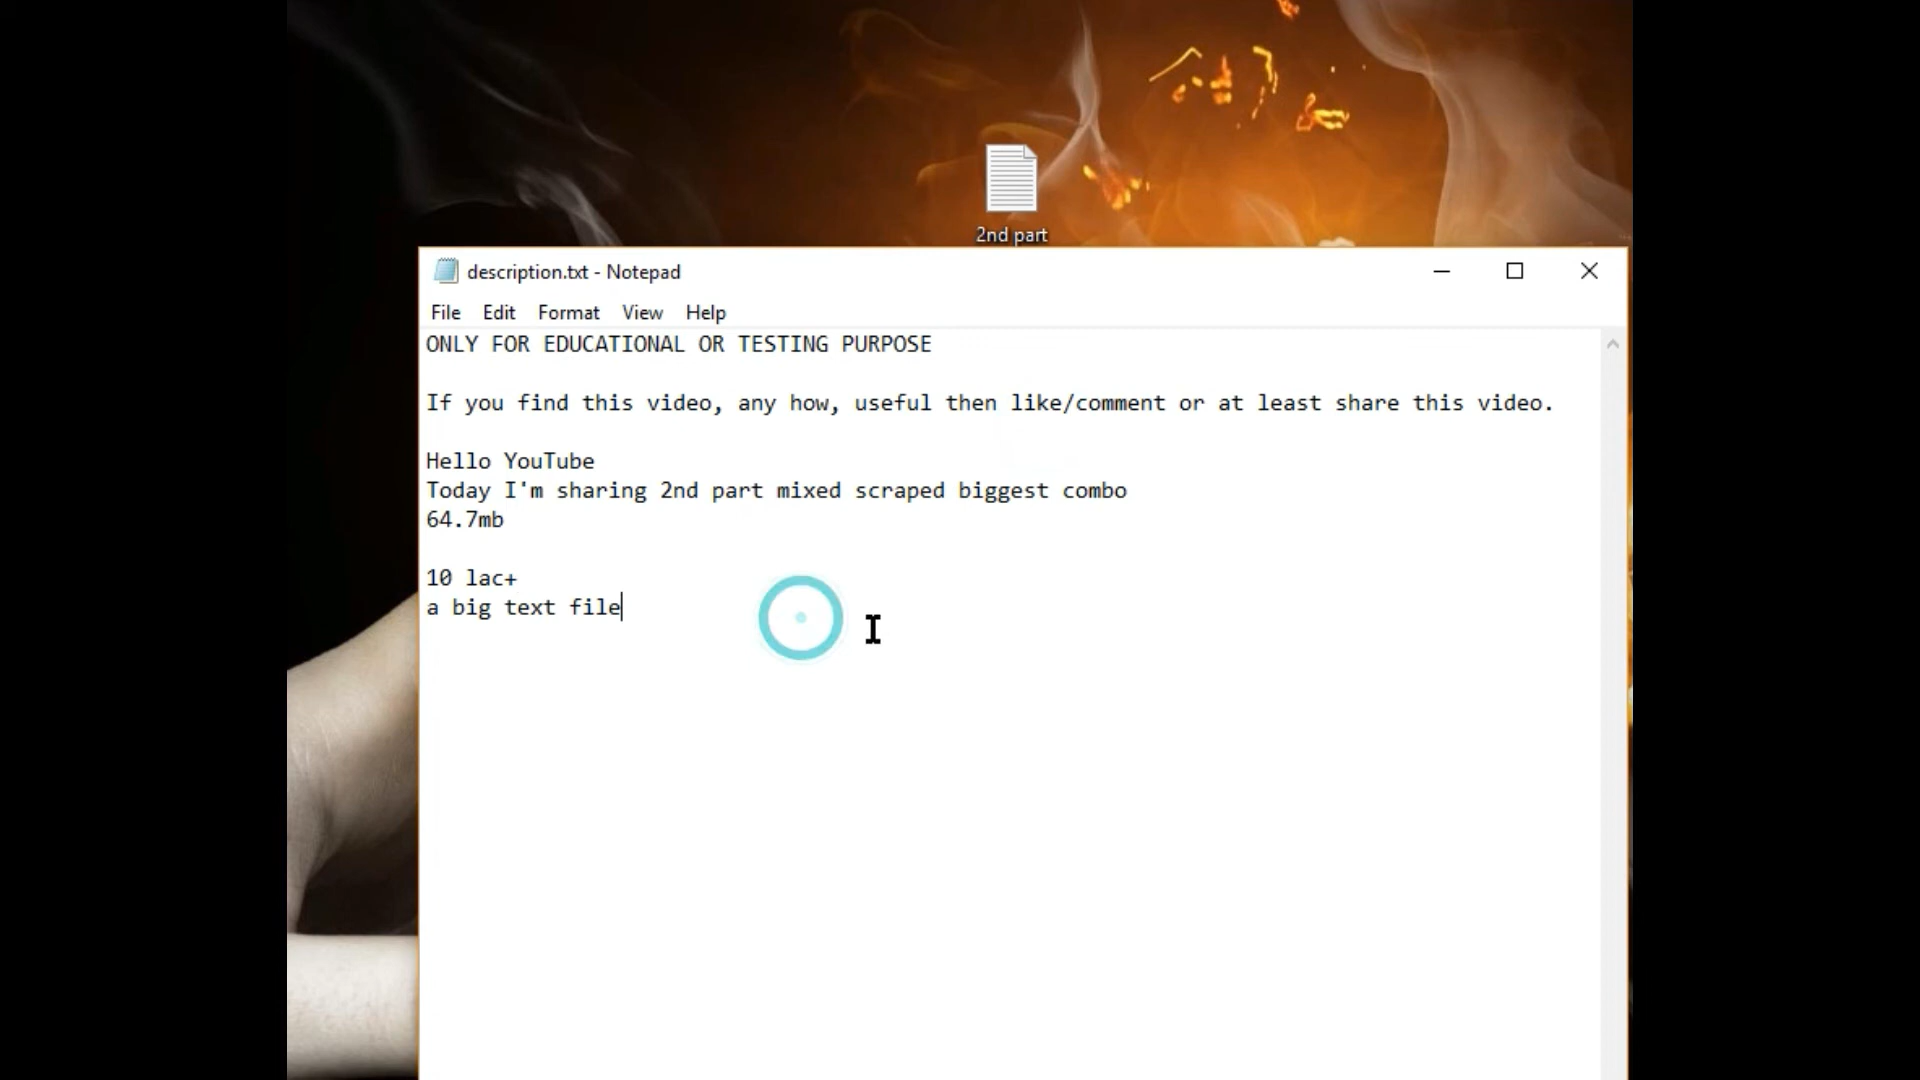 2nd part
description.txt - Notepad
File Edit Format View Help
ONLY FOR EDUCATIONAL OR TESTING PURPOSE
If you find this video, any how, useful then like/comment or at least share this video.
Hello YouTube
Today I'm sharing 2nd part mixed scraped biggest combo
64.7mb
10 lac+
a big text file